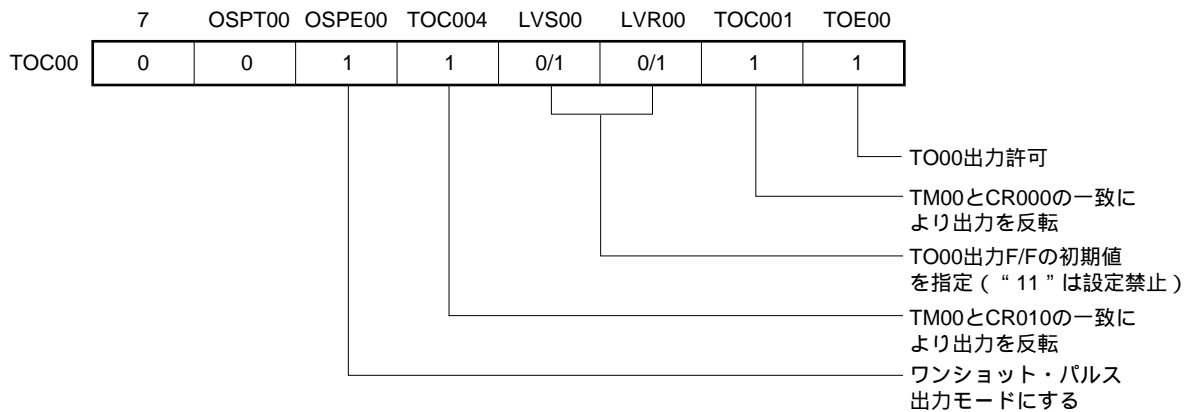 7 OSPT00 OSPE00 TOC004 LVS00 LVR00 TOC001 TOE00
TOC00 0 0 1 1 0/1 0/1 1 1
TO00出力許可
TM00とCR000の一致に
より出力を反転
TO00出力F/Fの初期値
を指定（“11”は設定禁止）
TM00とCR010の一致に
より出力を反転
ワンショット・パルス
出力モードにする